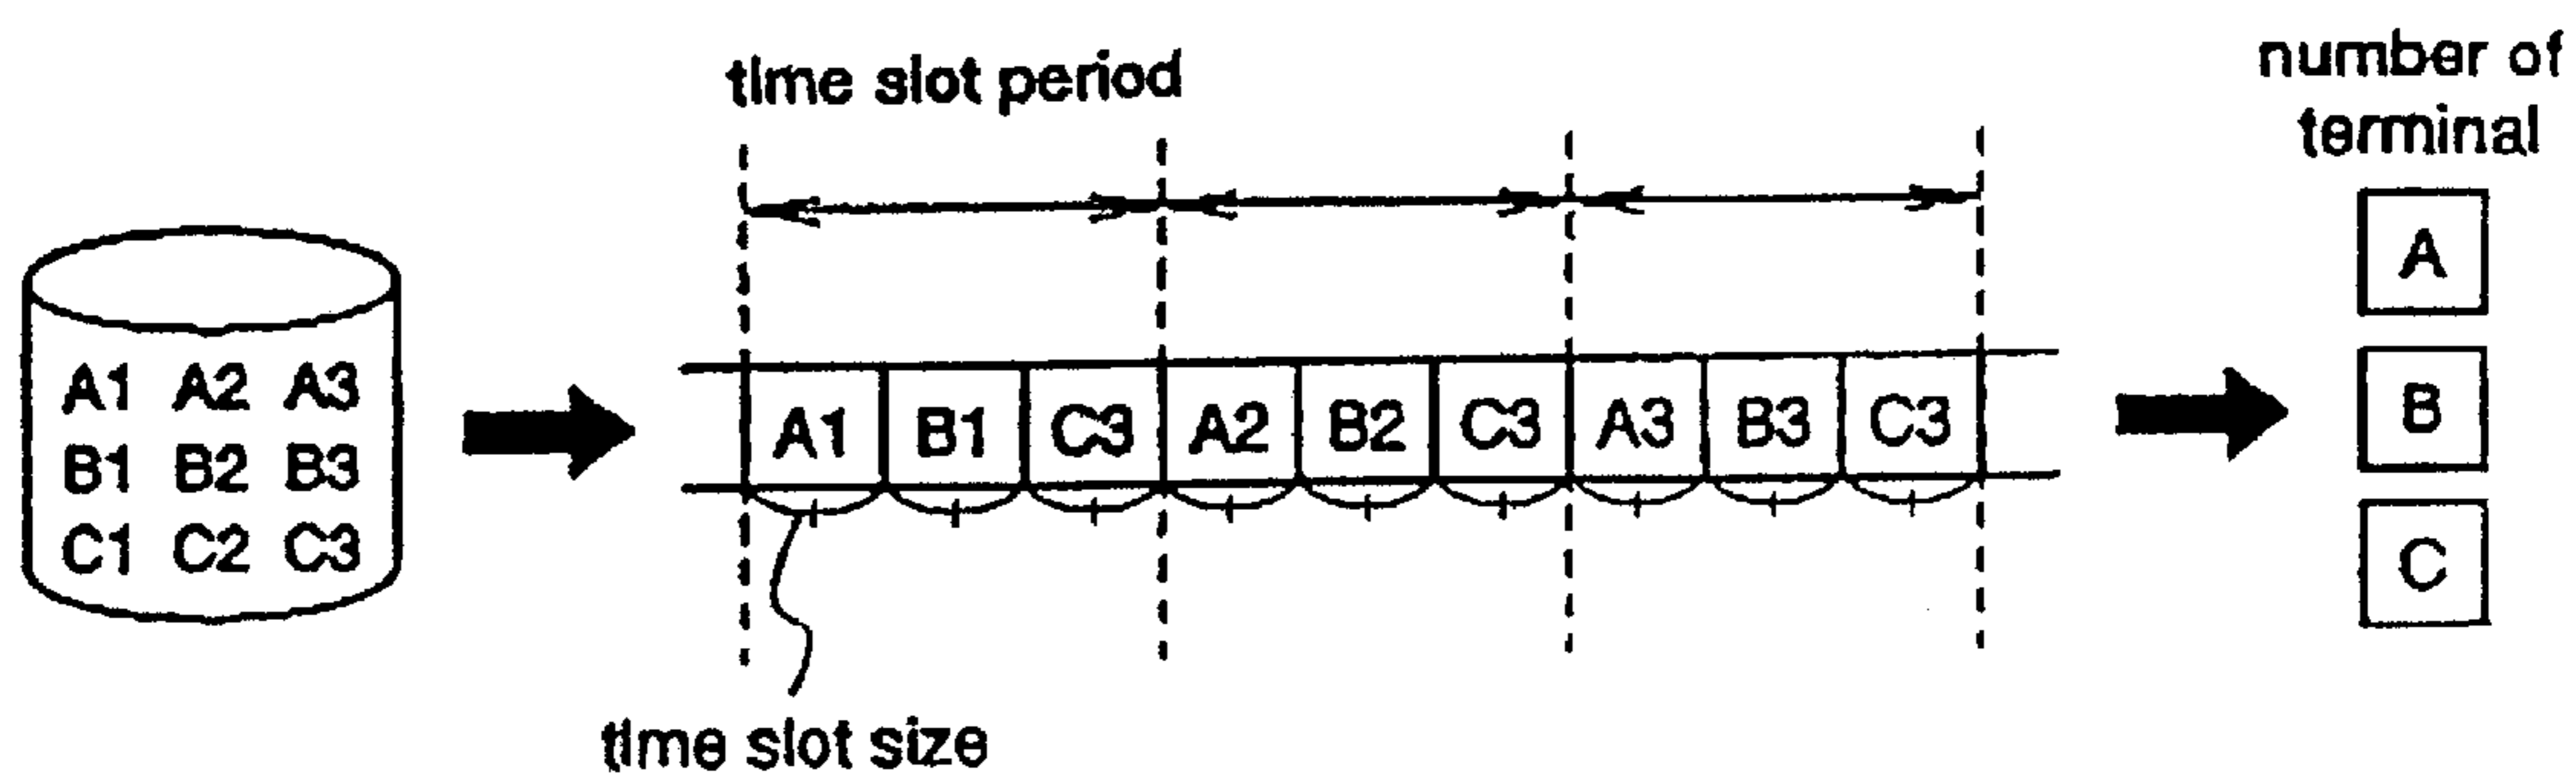 time slot period
number of
terminal
A1 A2 A3
B1 B2 B3
C1 C2 C3
A1 B1 C3 A2 B2 C3 A3 B3 C3
A
B
C
time slot size